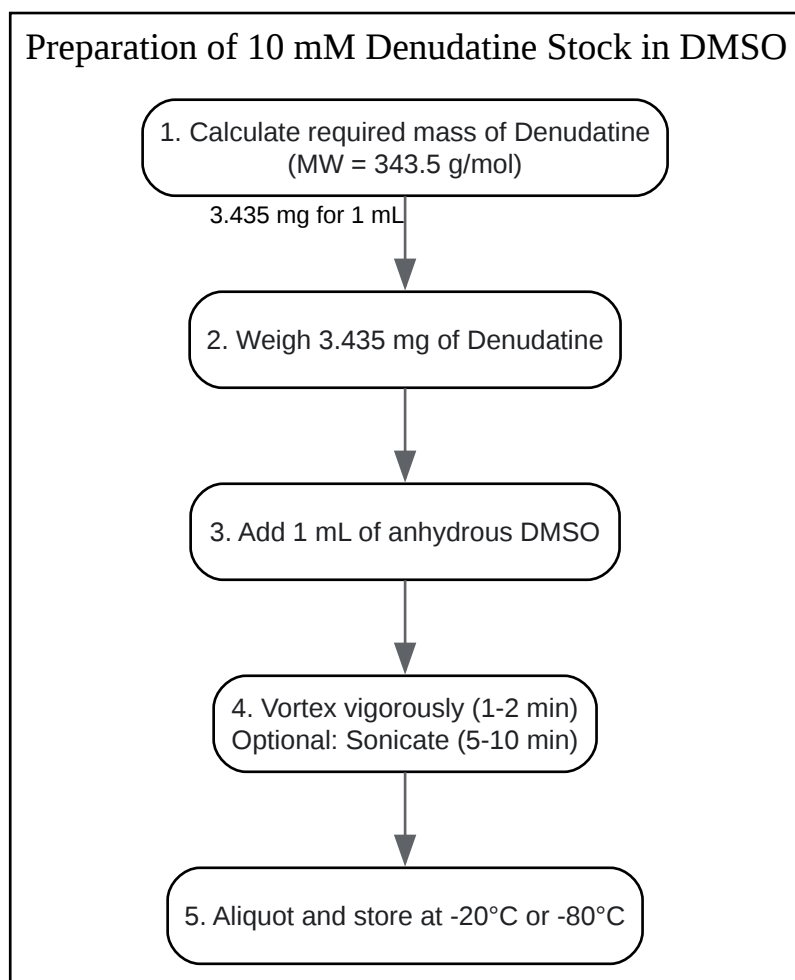 Preparation of 10 mM Denudatine Stock in DMSO
1. Calculate required mass of Denudatine
(MW = 343.5 g/mol)
3.435 mg for 1 mL
2. Weigh 3.435 mg of Denudatine
3. Add 1 mL of anhydrous DMSO
4. Vortex vigorously (1-2 min)
Optional: Sonicate (5-10 min)
5. Aliquot and store at -20°C or -80°C